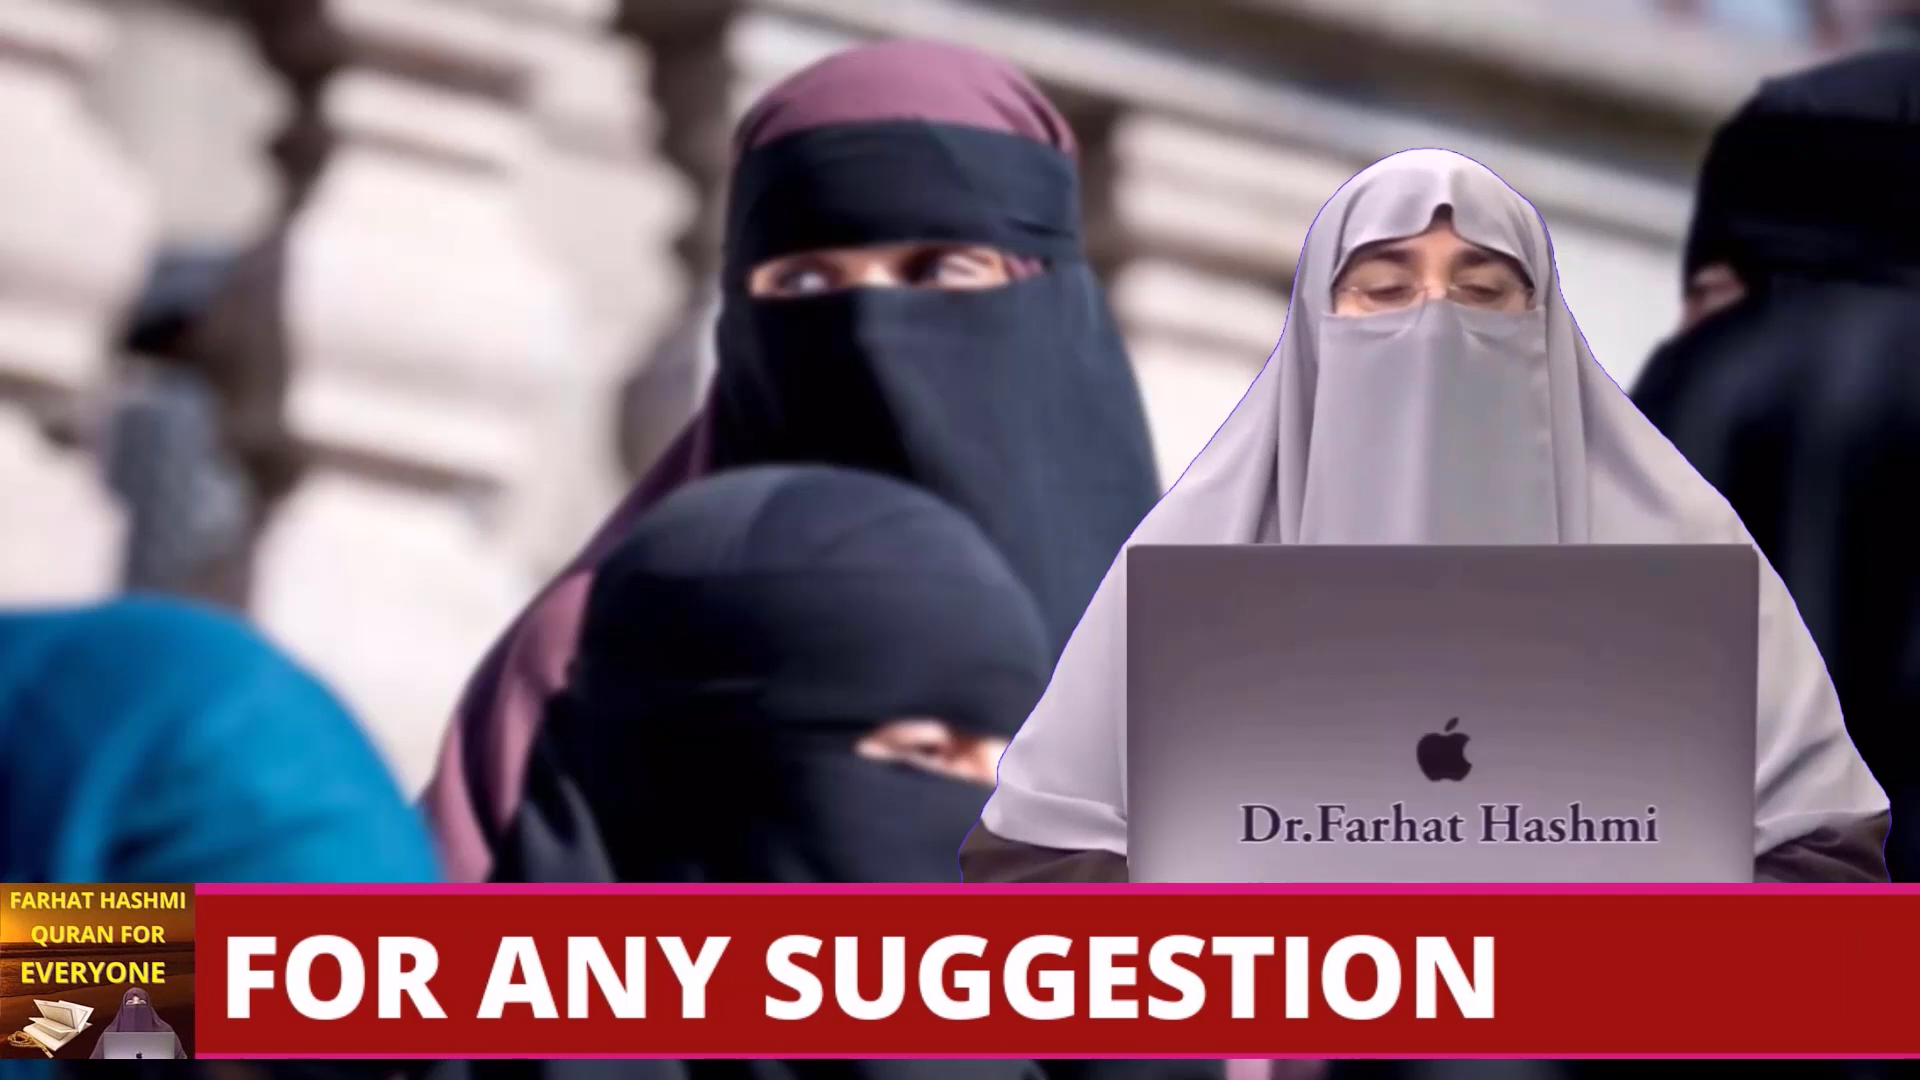 Dr.Farhat Hashmi
FARHAT HASHMI
QURAN FOR
EVERYONE
FOR ANY SUGGESTION